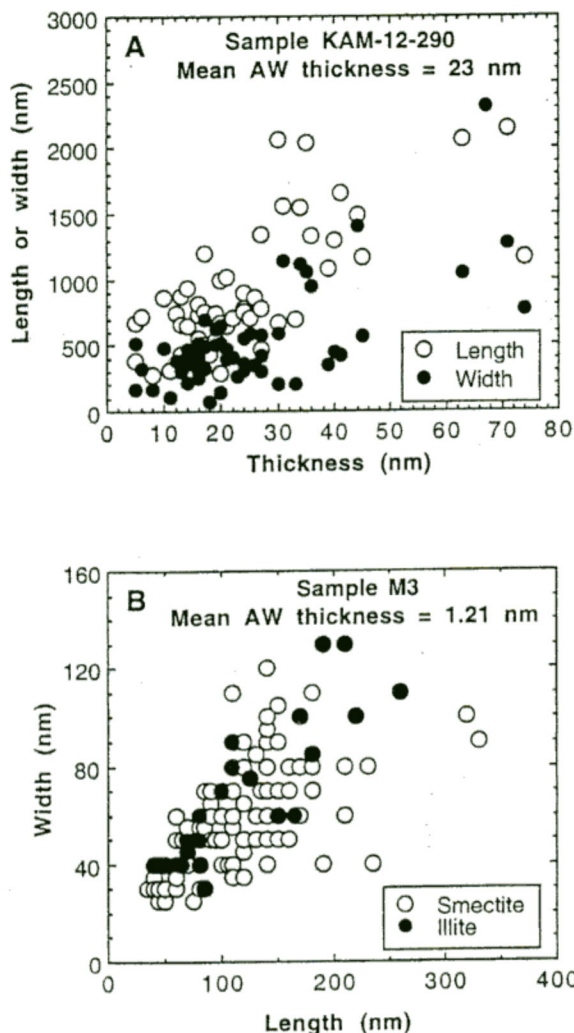 A
Sample KAM-12-290
Mean AW thickness = 23 nm
Length or width (nm)
3000
2500
2000
1500
1000
500
0
Length
Width
0 10 20 30 40 50 60 70 80
Thickness (nm)
B
Sample M3
Mean AW thickness = 1.21 nm
Width (nm)
160
120
80
40
0
Smectite
Illite
0 100 200 300 400
Length (nm)